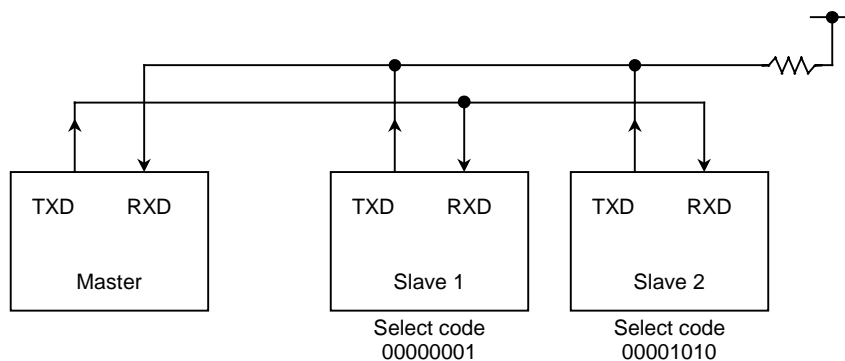 TXD RXD
Master
TXD RXD
Slave 1
Select code
00000001
TXD RXD
Slave 2
Select code
00001010